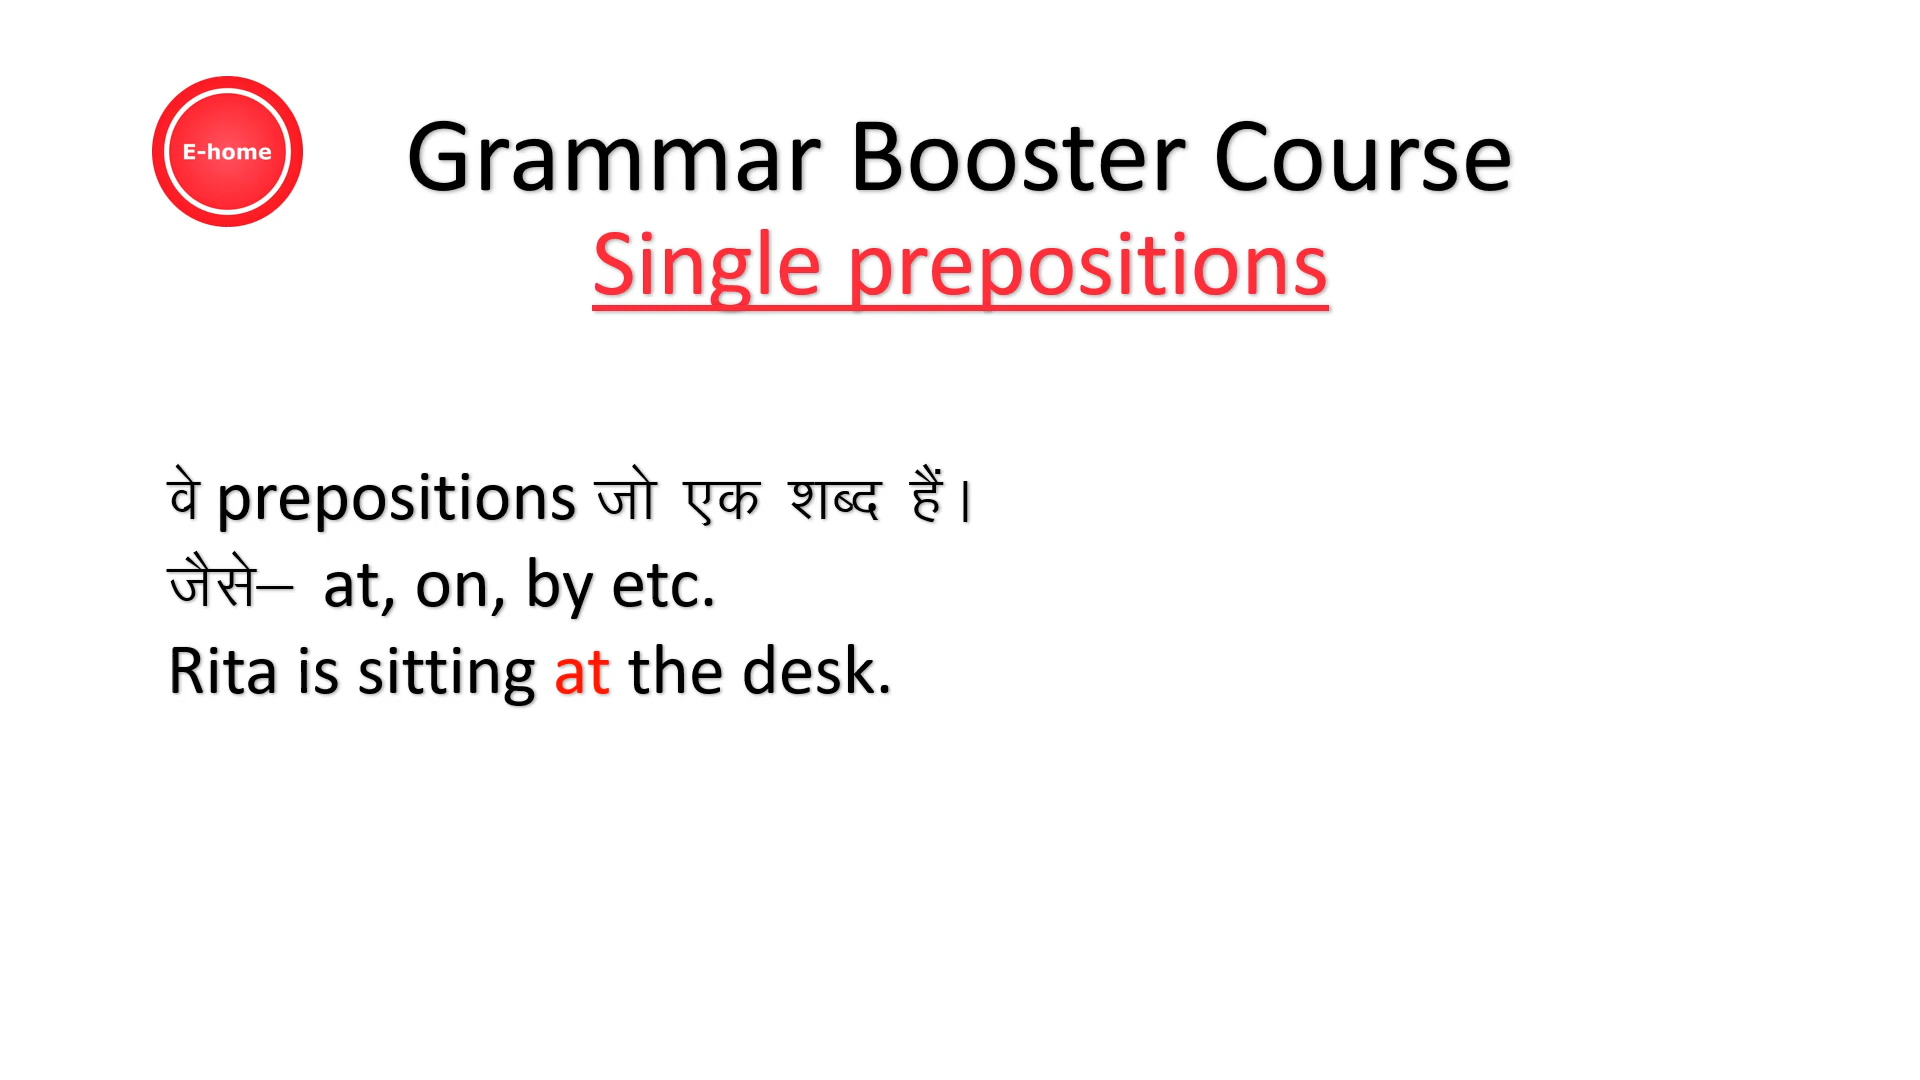 E-home
Grammar Booster Course
Single prepositions
वे prepositions जो एक शब्द हैं।
जैसे– at, on, by etc.
Rita is sitting at the desk.